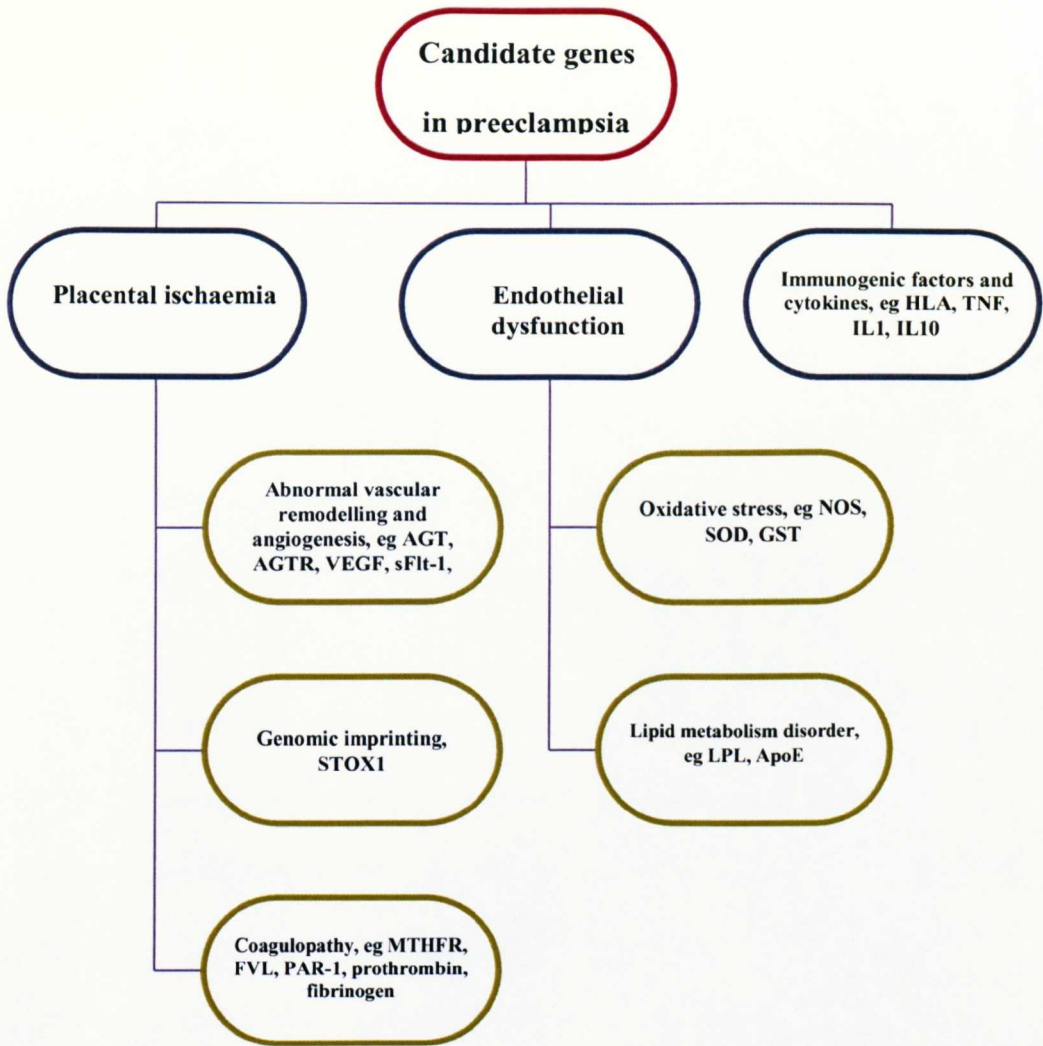 Candidate genes
in preeclampsia
Placental ischaemia
Endothelial
dysfunction
Immunogenic factors and
cytokines, eg HLA, TNF,
IL1, IL10
Abnormal vascular
remodelling and
angiogenesis, eg AGT,
AGTR, VEGF, sFlt-1,
Oxidative stress, eg NOS,
SOD, GST
Genomic imprinting,
STOX1
Lipid metabolism disorder,
eg LPL, ApoE
Coagulopathy, eg MTHFR,
FVL, PAR-1, prothrombin,
fibrinogen